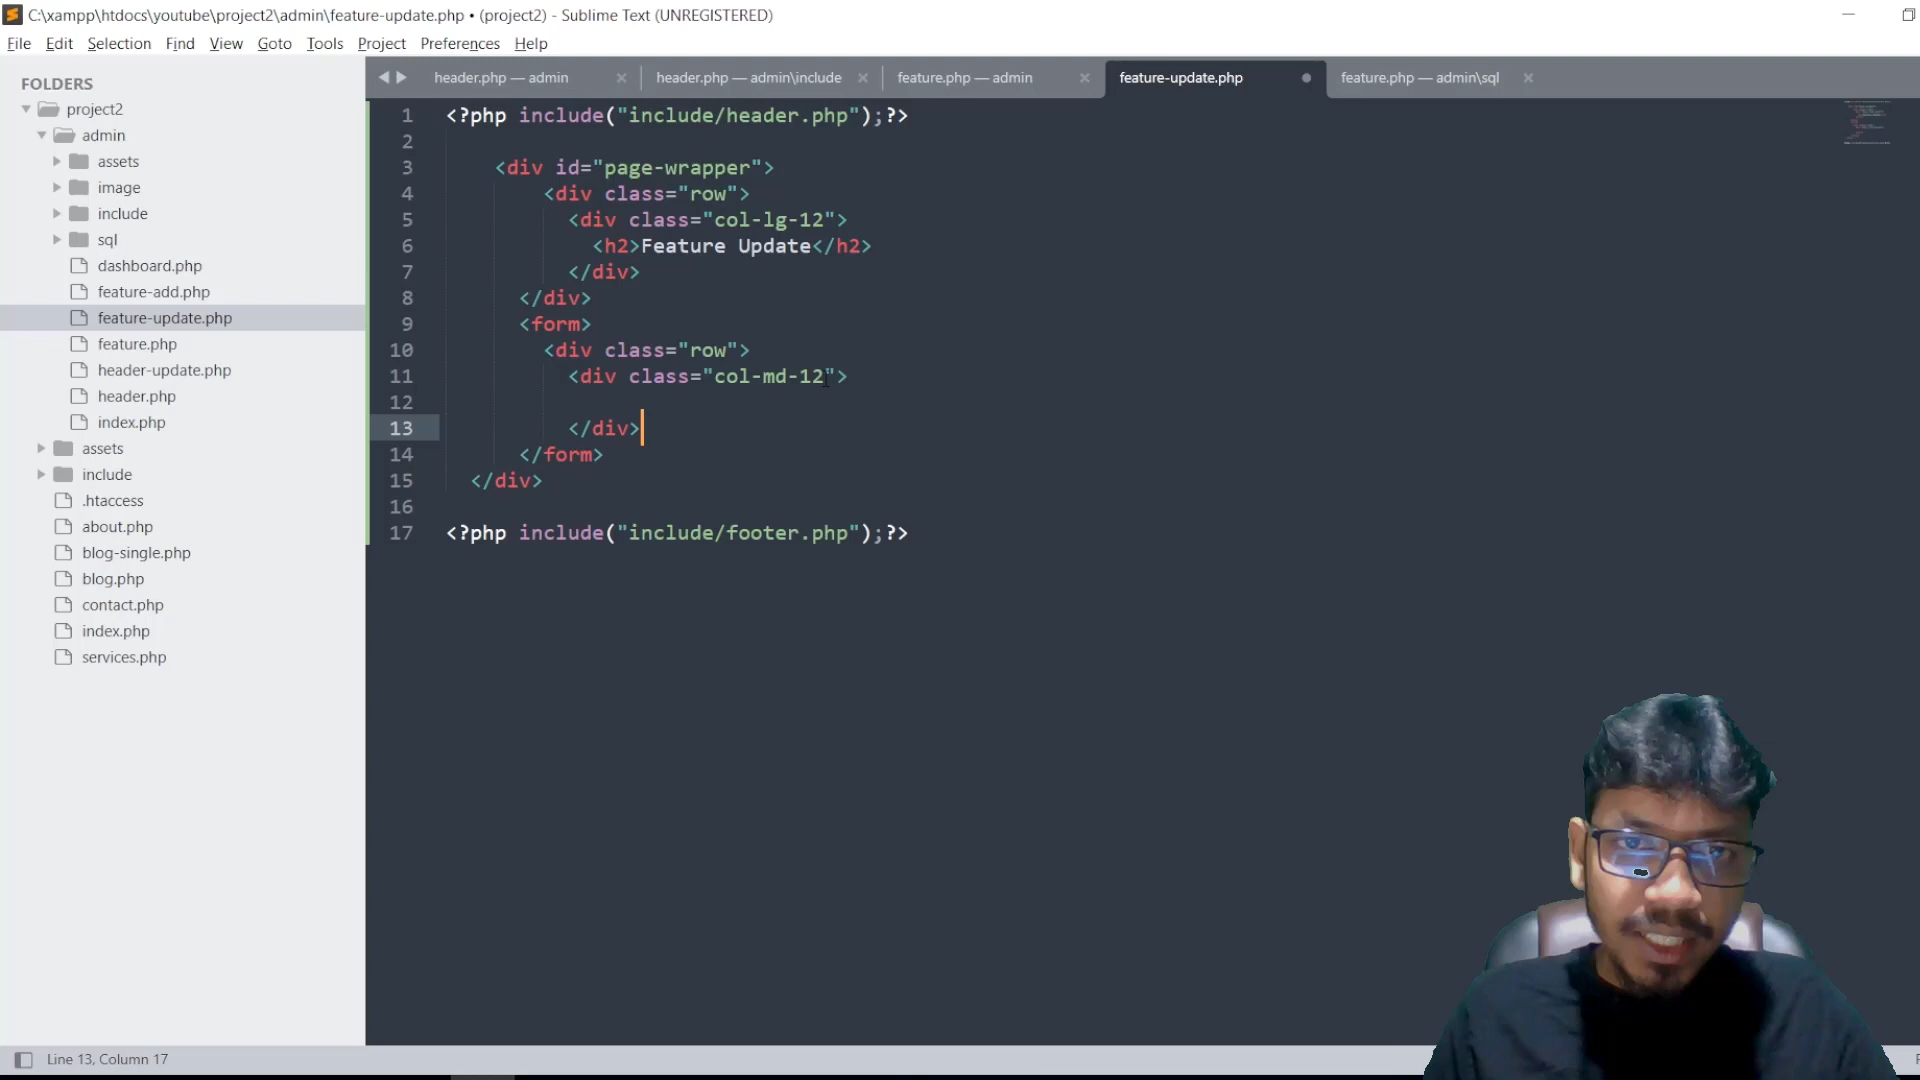 C:\xampp\htdocs\youtube\project2\admin\feature-update.php • (project2) - Sublime Text (UNREGISTERED)
File Edit Selection Find View Goto Tools Project Preferences Help
FOLDERS
project2
admin
assets
image
include
sql
dashboard.php
feature-add.php
feature-update.php
feature.php
header-update.php
header.php
index.php
assets
include
.htaccess
about.php
blog-single.php
blog.php
contact.php
index.php
services.php
header.php — admin
header.php — admin\include
feature.php — admin
feature-update.php
feature.php — admin\sql
1 <?php include("include/header.php");?>
2
3 <div id="page-wrapper">
4 <div class="row">
5 <div class="col-lg-12">
6 <h2>Feature Update</h2>
7 </div>
8 </div>
9 <form>
10 <div class="row">
11 <div class="col-md-12">
12
13 </div>
14 </form>
15 </div>
16
17 <?php include("include/footer.php");?>
Line 13, Column 17